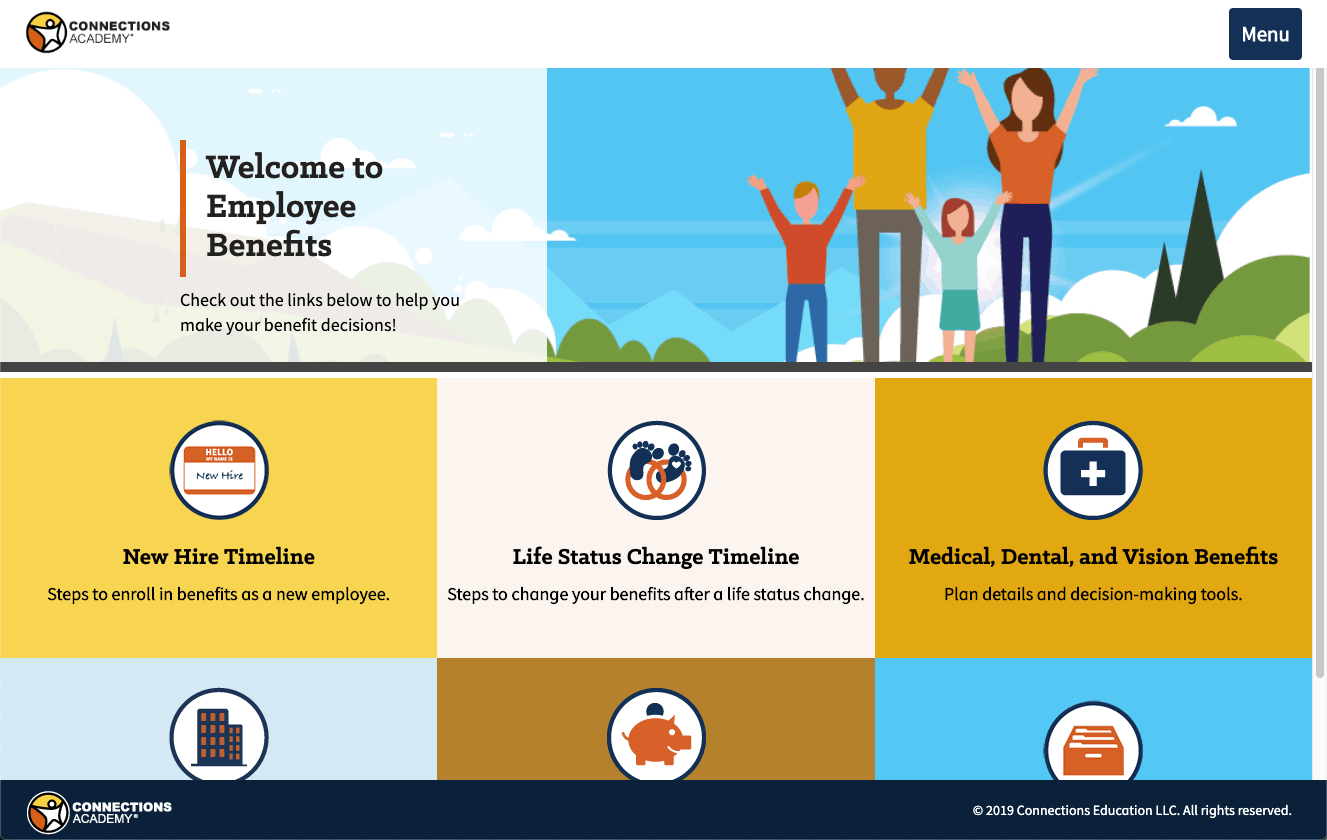 CONNECTIONS
ACADEMY®
Menu
Welcome to
Employee
Benefits
Check out the links below to help you
make your benefit decisions!
HELLO
MY NAME IS
New Hire
New Hire Timeline
Steps to enroll in benefits as a new employee.
Life Status Change Timeline
Steps to change your benefits after a life status change.
Medical, Dental, and Vision Benefits
Plan details and decision-making tools.
CONNECTIONS
ACADEMY®
© 2019 Connections Education LLC. All rights reserved.